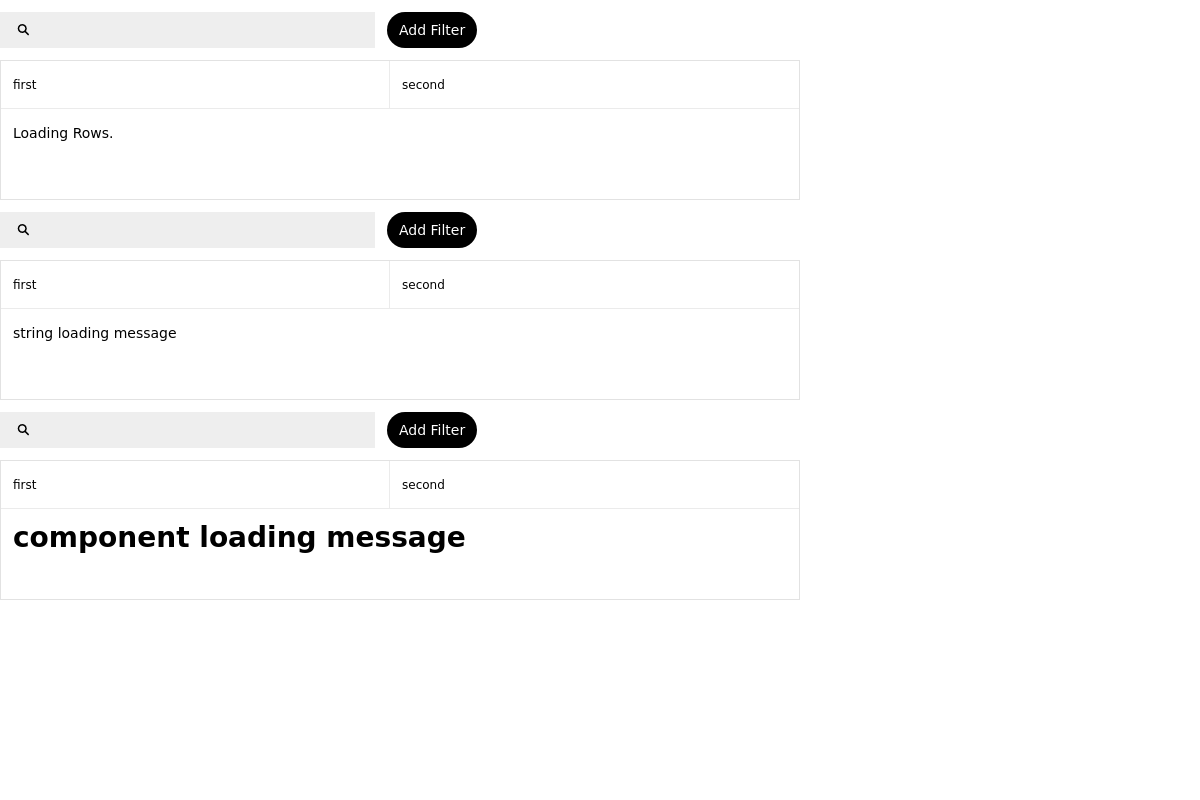 Add Filter
first second
Loading Rows.
Add Filter
first second
string loading message
Add Filter
first second
component loading message